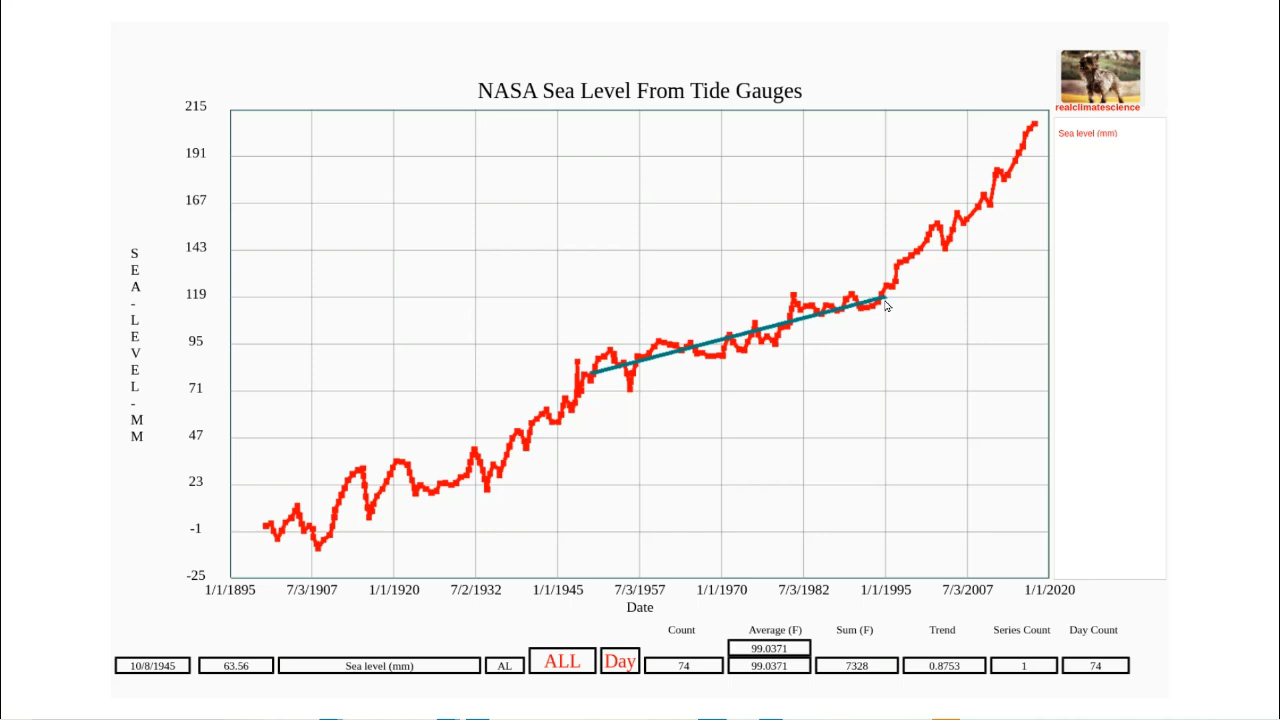 NASA Sea Level From Tide Gauges
realclimatescience
Sea level (mm)
215
191
167
143
119
95
71
47
23
-1
-25
S
E
A
-
L
E
V
E
L
-
M
M
1/1/1895 7/3/1907 1/1/1920 7/2/1932 1/1/1945 7/3/1957 1/1/1970 7/3/1982 1/1/1995 7/3/2007 1/1/2020
Date
Count Average (F) Sum (F) Trend Series Count Day Count
99.0371
10/8/1945 63.56 Sea level (mm) AL ALL Day 74 99.0371 7328 0.8753 1 74